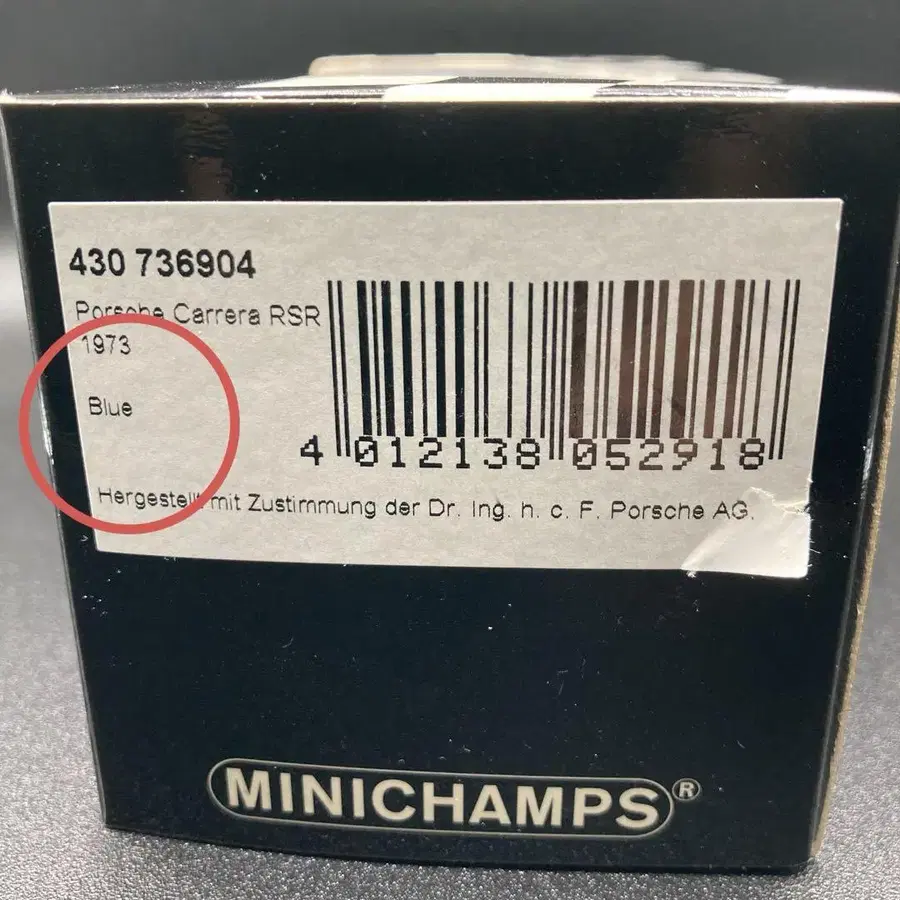 430 736904
Porsche Carrera RSR
1973
Blue
4 012138 052918
Hergestellt mit Zustimmung der Dr. Ing. h. c. F. Porsche AG.
MINICHAMPS®